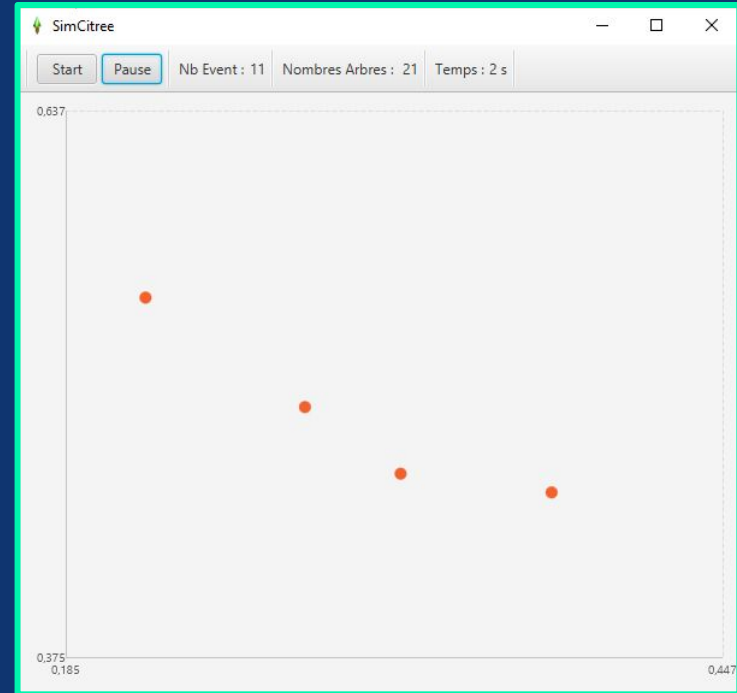 SimCitree
Start Pause Nb Event : 11 Nombres Arbres : 21 Temps : 2 s
0,637
0,375
0,185 0,447